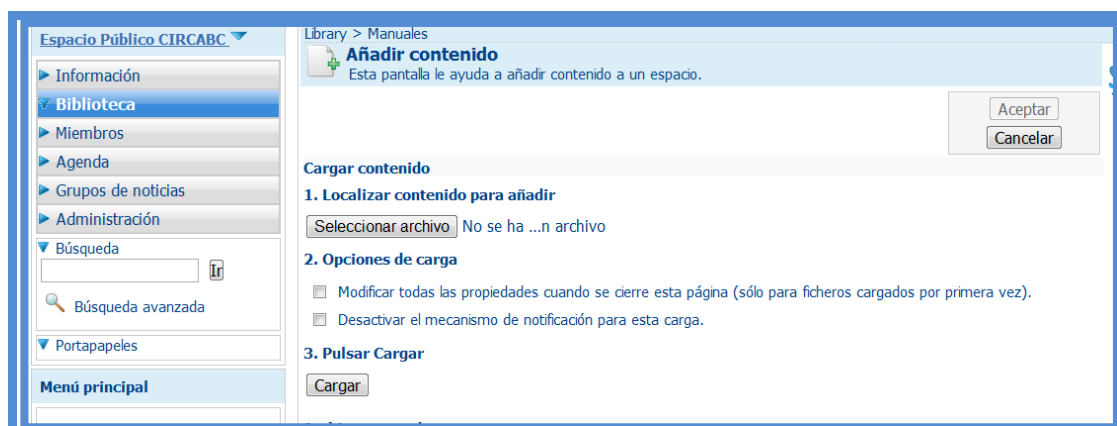 Espacio Público CIRCABC
Información
Biblioteca
Miembros
Agenda
Grupos de noticias
Administración
Búsqueda
Ir
Búsqueda avanzada
Portapapeles
Menú principal
Library > Manuales
Añadir contenido
Esta pantalla le ayuda a añadir contenido a un espacio.
Aceptar
Cancelar
Cargar contenido
1. Localizar contenido para añadir
Seleccionar archivo No se ha ...n archivo
2. Opciones de carga
Modificar todas las propiedades cuando se cierre esta página (sólo para ficheros cargados por primera vez).
Desactivar el mecanismo de notificación para esta carga.
3. Pulsar Cargar
Cargar